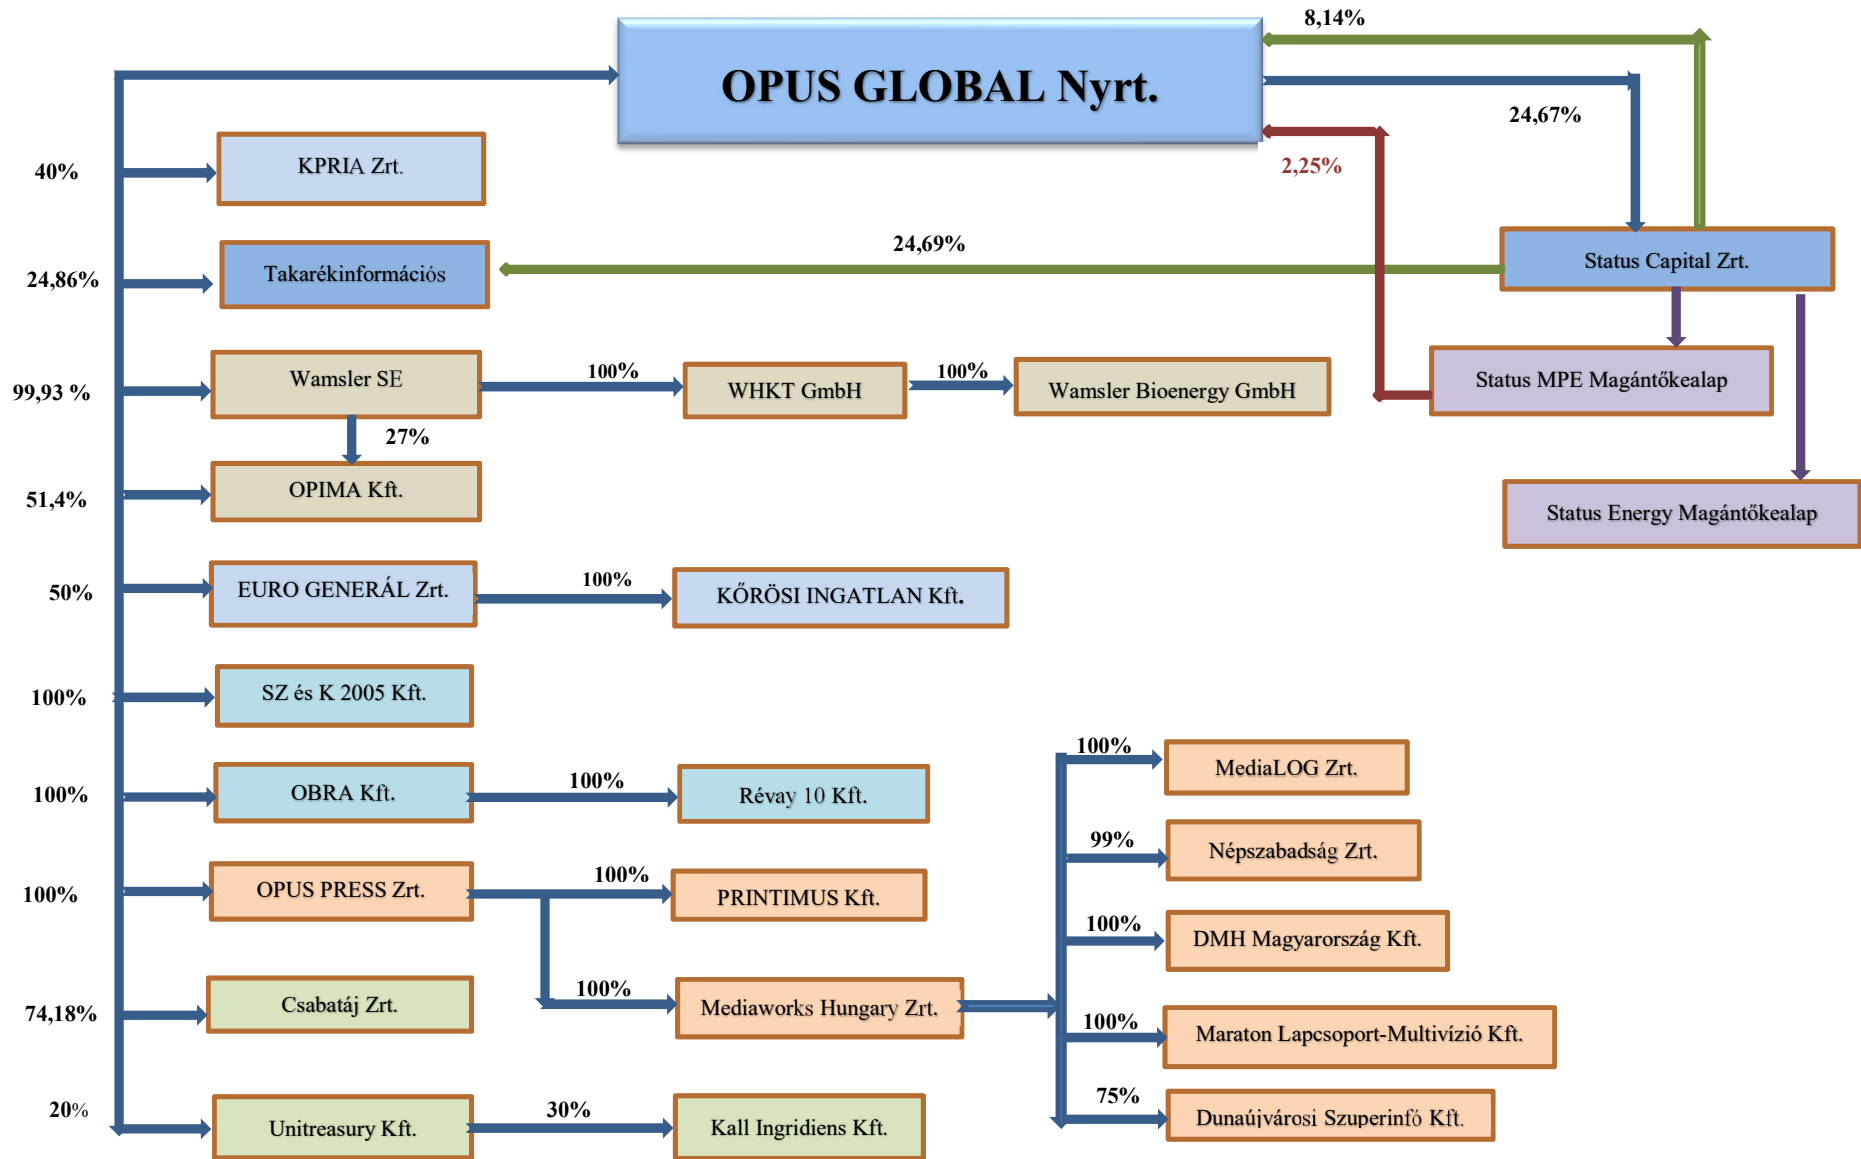 8,14%
OPUS GLOBAL Nyrt.
24,67%
2,25%
40%
KPRIA Zrt.
24,69%
Status Capital Zrt.
24,86%
Takarékinformációs
99,93 %
Wamsler SE
100%
WHKT GmbH
100%
Wamsler Bioenergy GmbH
Status MPE Magántőkealap
27%
51,4%
OPIMA Kft.
Status Energy Magántőkealap
50%
EURO GENERÁL Zrt.
100%
KŐRÖSI INGATLAN Kft.
100%
SZ és K 2005 Kft.
100%
MediaLOG Zrt.
100%
OBRA Kft.
100%
Révay 10 Kft.
99%
Népszabadság Zrt.
100%
OPUS PRESS Zrt.
100%
PRINTIMUS Kft.
100%
DMH Magyarország Kft.
74,18%
Csabatáj Zrt.
100%
Mediaworks Hungary Zrt.
100%
Maraton Lapcsoport-Multivízió Kft.
20%
Unitreasury Kft.
30%
Kall Ingridiens Kft.
75%
Dunaújvárosi Szuperinfó Kft.